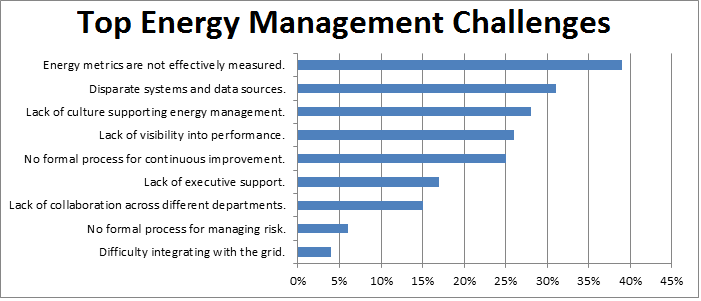 Top Energy Management Challenges
Energy metrics are not effectively measured.
Disparate systems and data sources.
Lack of culture supporting energy management.
Lack of visibility into performance.
No formal process for continuous improvement.
Lack of executive support.
Lack of collaboration across different departments.
No formal process for managing risk.
Difficulty integrating with the grid.
0% 5% 10% 15% 20% 25% 30% 35% 40% 45%